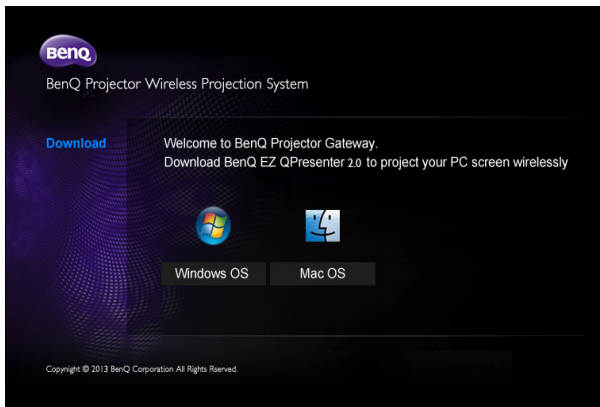 BenQ
BenQ Projector Wireless Projection System
Download
Welcome to BenQ Projector Gateway.
Download BenQ EZ QPresenter 2.0 to project your PC screen wirelessly
Windows OS
Mac OS
Copyright © 2013 BenQ Corporation All Rights Rserved.